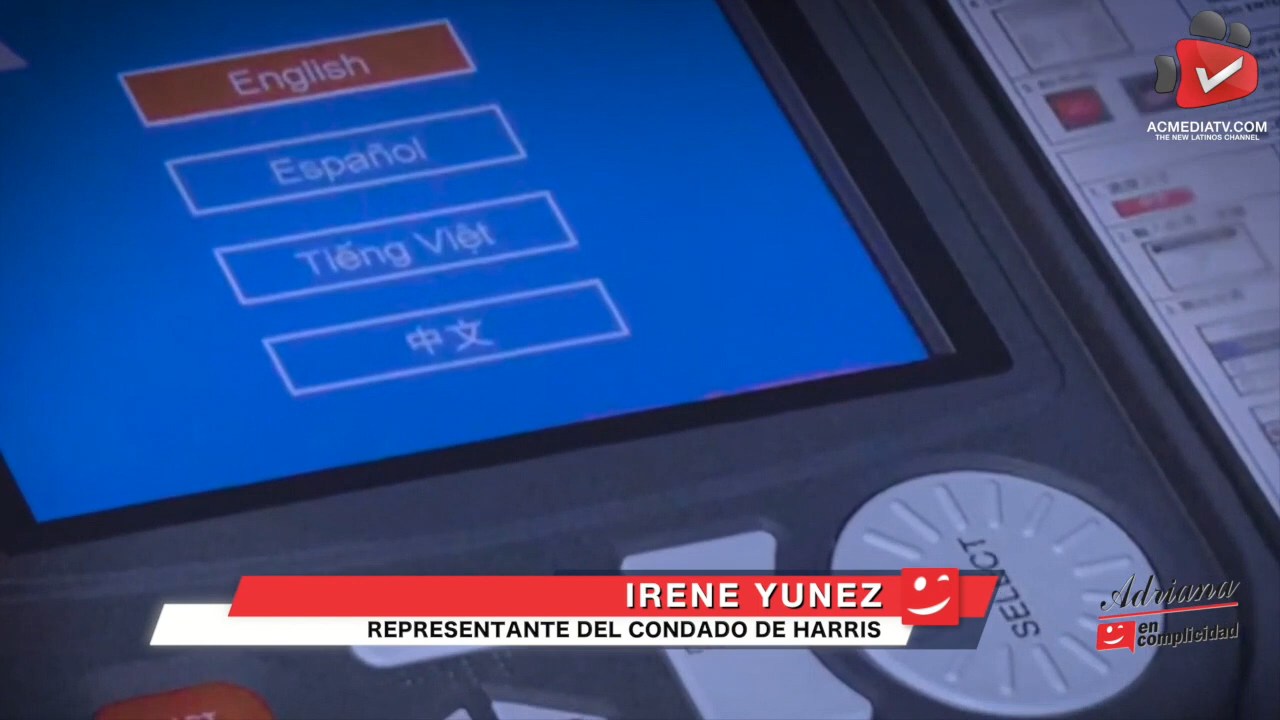 English
Español
Tiếng Việt
中文
ACMEDIATV.COM
THE NEW LATINOS CHANNEL
SELECT
IRENE YUNEZ
REPRESENTANTE DEL CONDADO DE HARRIS
Adriana
en
complicidad